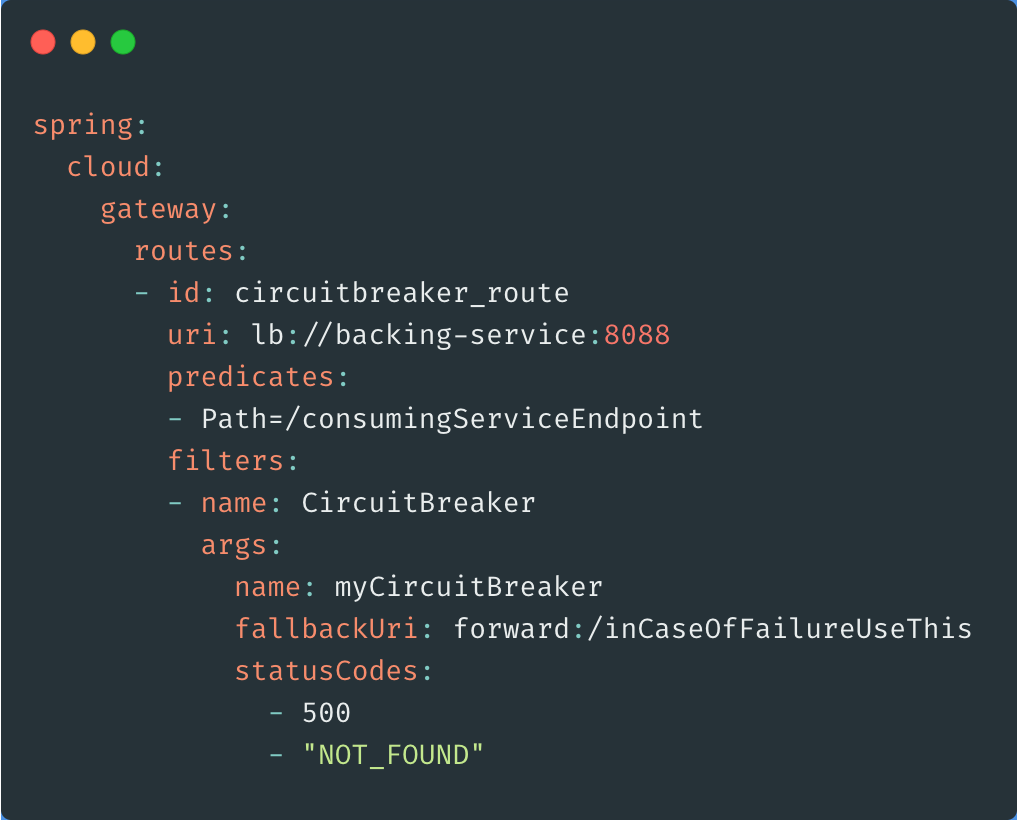 spring:
  cloud:
    gateway:
      routes:
      - id: circuitbreaker_route
        uri: lb://backing-service:8088
        predicates:
        - Path=/consumingServiceEndpoint
        filters:
        - name: CircuitBreaker
          args:
            name: myCircuitBreaker
            fallbackUri: forward:/inCaseOfFailureUseThis
            statusCodes:
              - 500
              - "NOT_FOUND"